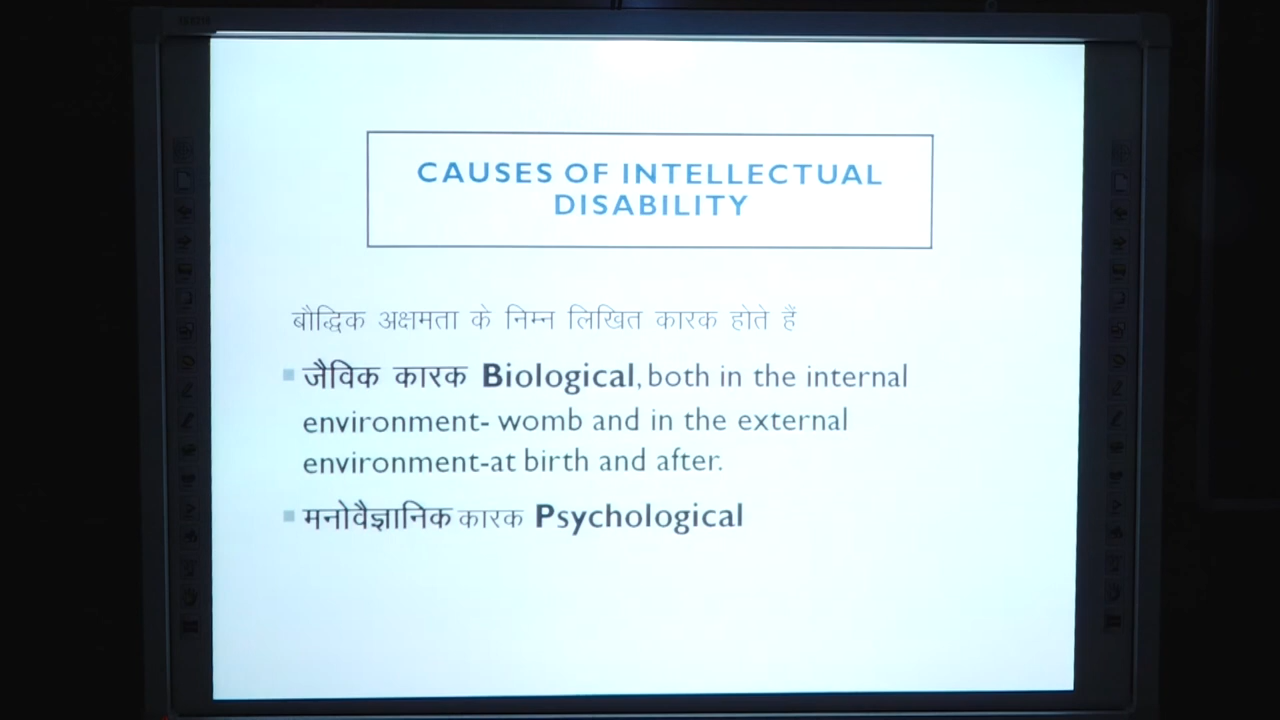 CAUSES OF INTELLECTUAL
DISABILITY
बौद्धिक अक्षमता के निम्न लिखित कारक होते हैं
जैविक कारक Biological, both in the internal
environment- womb and in the external
environment-at birth and after.
मनोवैज्ञानिक कारक Psychological